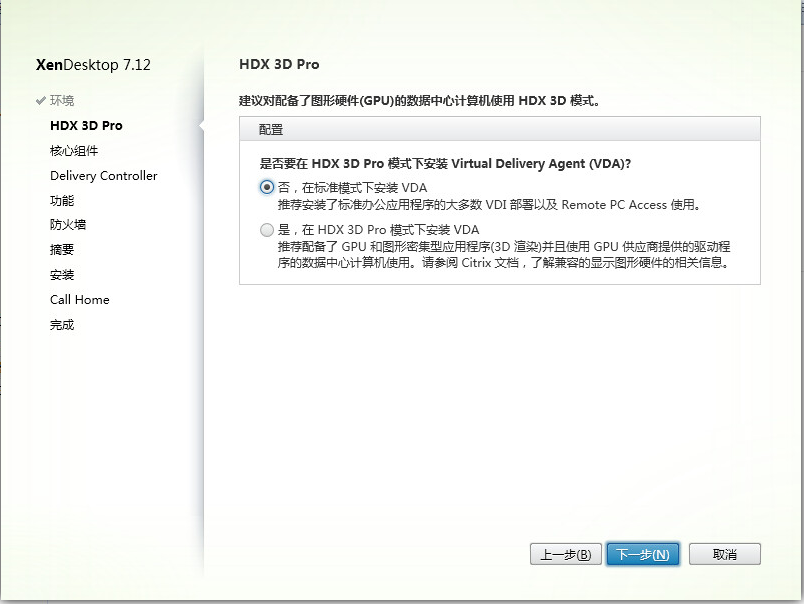 XenDesktop 7.12
环境
HDX 3D Pro
核心组件
Delivery Controller
功能
防火墙
摘要
安装
Call Home
完成
HDX 3D Pro
建议对配备了图形硬件(GPU)的数据中心计算机使用 HDX 3D 模式。
配置
是否要在 HDX 3D Pro 模式下安装 Virtual Delivery Agent (VDA)?
否，在标准模式下安装 VDA
推荐安装了标准办公应用程序的大多数 VDI 部署以及 Remote PC Access 使用。
是，在 HDX 3D Pro 模式下安装 VDA
推荐配备了 GPU 和图形密集型应用程序(3D 渲染)并且使用 GPU 供应商提供的驱动程
序的数据中心计算机使用。请参阅 Citrix 文档，了解兼容的显示图形硬件的相关信息。
上一步(B)
下一步(N)
取消